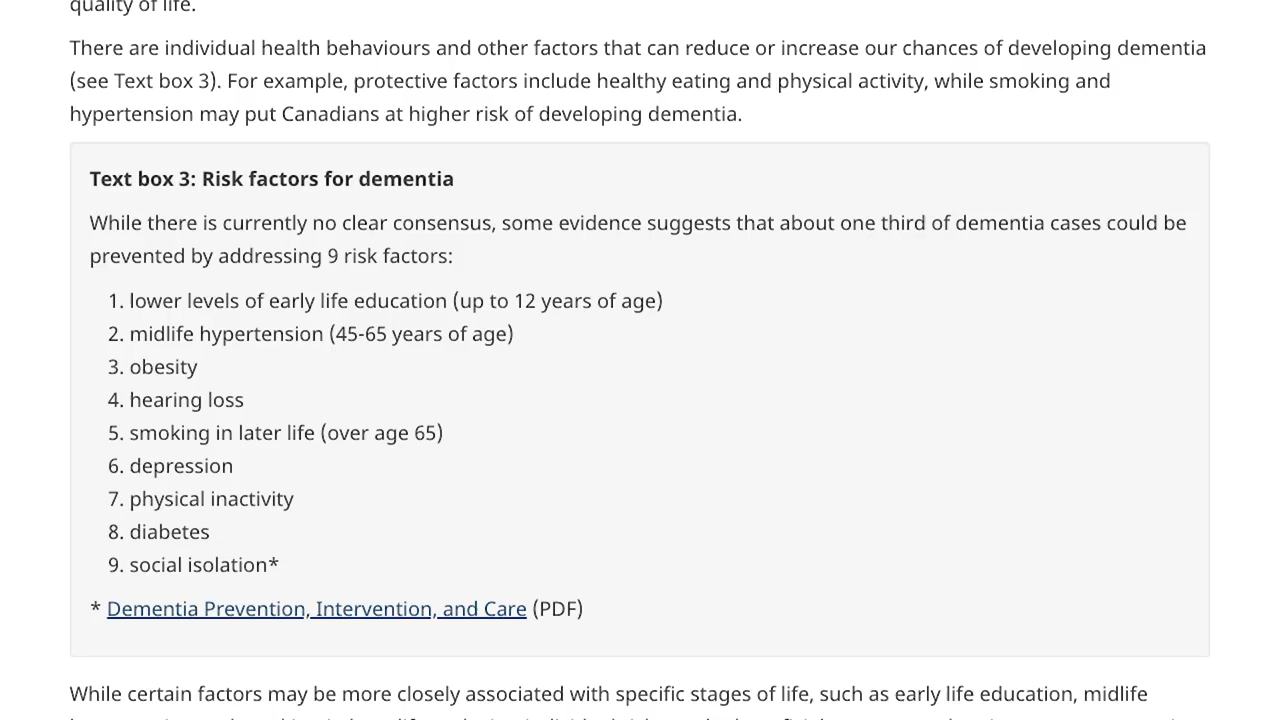 quality of life.
There are individual health behaviours and other factors that can reduce or increase our chances of developing dementia
(see Text box 3). For example, protective factors include healthy eating and physical activity, while smoking and
hypertension may put Canadians at higher risk of developing dementia.
Text box 3: Risk factors for dementia
While there is currently no clear consensus, some evidence suggests that about one third of dementia cases could be
prevented by addressing 9 risk factors:
1. lower levels of early life education (up to 12 years of age)
2. midlife hypertension (45-65 years of age)
3. obesity
4. hearing loss
5. smoking in later life (over age 65)
6. depression
7. physical inactivity
8. diabetes
9. social isolation*
* Dementia Prevention, Intervention, and Care (PDF)
While certain factors may be more closely associated with specific stages of life, such as early life education, midlife